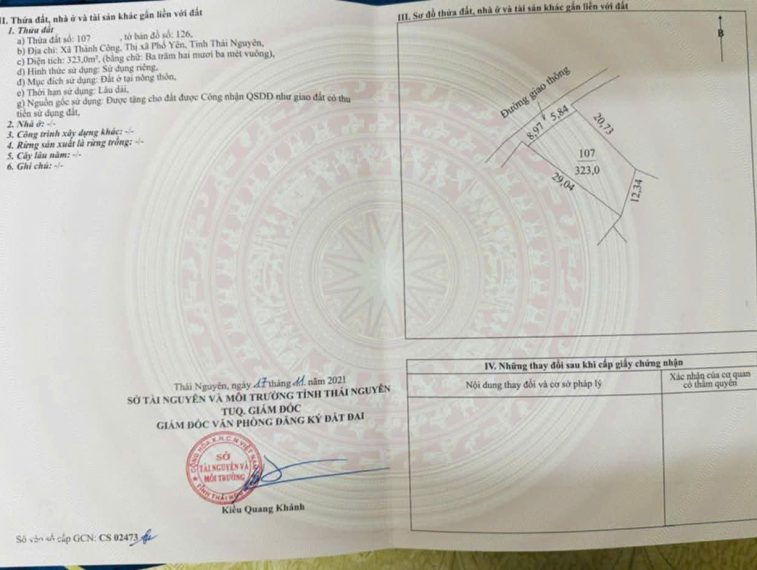 II. Thửa đất, nhà ở và tài sản khác gắn liền với đất
1. Thửa đất
a) Thửa đất số: 107 , tờ bản đồ số: 126,
b) Địa chỉ: Xã Thành Công, Thị xã Phổ Yên, Tỉnh Thái Nguyên,
c) Diện tích: 323,0m², (bằng chữ: Ba trăm hai mươi ba mét vuông),
d) Hình thức sử dụng: Sử dụng riêng,
đ) Mục đích sử dụng: Đất ở tại nông thôn,
e) Thời hạn sử dụng: Lâu dài,
g) Nguồn gốc sử dụng: Được tặng cho đất được Công nhận QSDĐ như giao đất có thu
tiền sử dụng đất,
2. Nhà ở: -/-
3. Công trình xây dựng khác: -/-
4. Rừng sản xuất là rừng trồng: -/-
5. Cây lâu năm: -/-
6. Ghi chú: -/-
Thái Nguyên, ngày 17 tháng 11 năm 2021
SỞ TÀI NGUYÊN VÀ MÔI TRƯỜNG TỈNH THÁI NGUYÊN
TUQ. GIÁM ĐỐC
GIÁM ĐỐC VĂN PHÒNG ĐĂNG KÝ ĐẤT ĐAI
SỞ
TÀI NGUYÊN VÀ
MÔI TRƯỜNG
Kiều Quang Khánh
Số vào sổ cấp GCN: CS 02473
III. Sơ đồ thửa đất, nhà ở và tài sản khác gắn liền với đất
B
Đường giao thông
8,97
5,84
20,73
107
323,0
29,04
12,34
IV. Những thay đổi sau khi cấp giấy chứng nhận
Nội dung thay đổi và cơ sở pháp lý
Xác nhận của cơ quan
có thẩm quyền